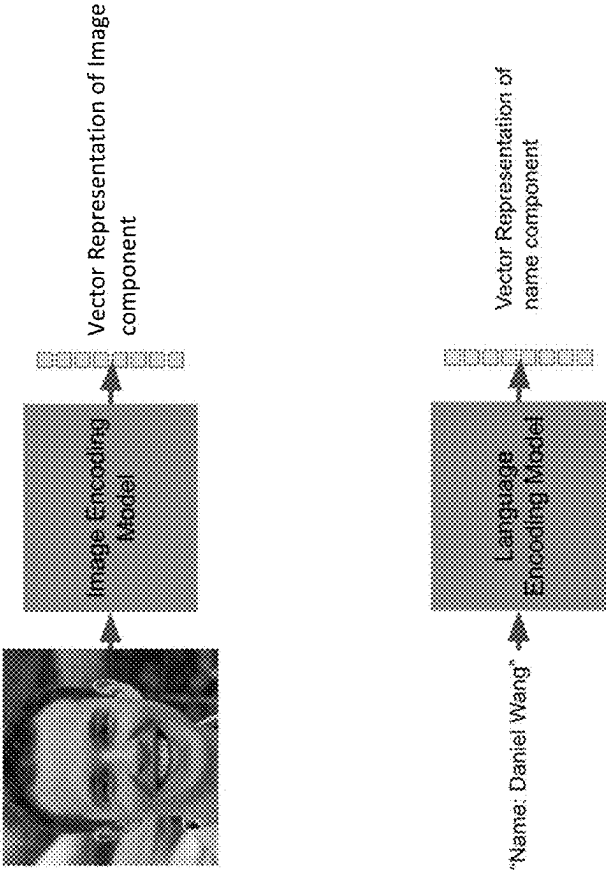 Image Encoding
Model
Vector Representation of Image
component
"Name: Daniel Wang"
Language
Encoding Model
Vector Representation of
name component